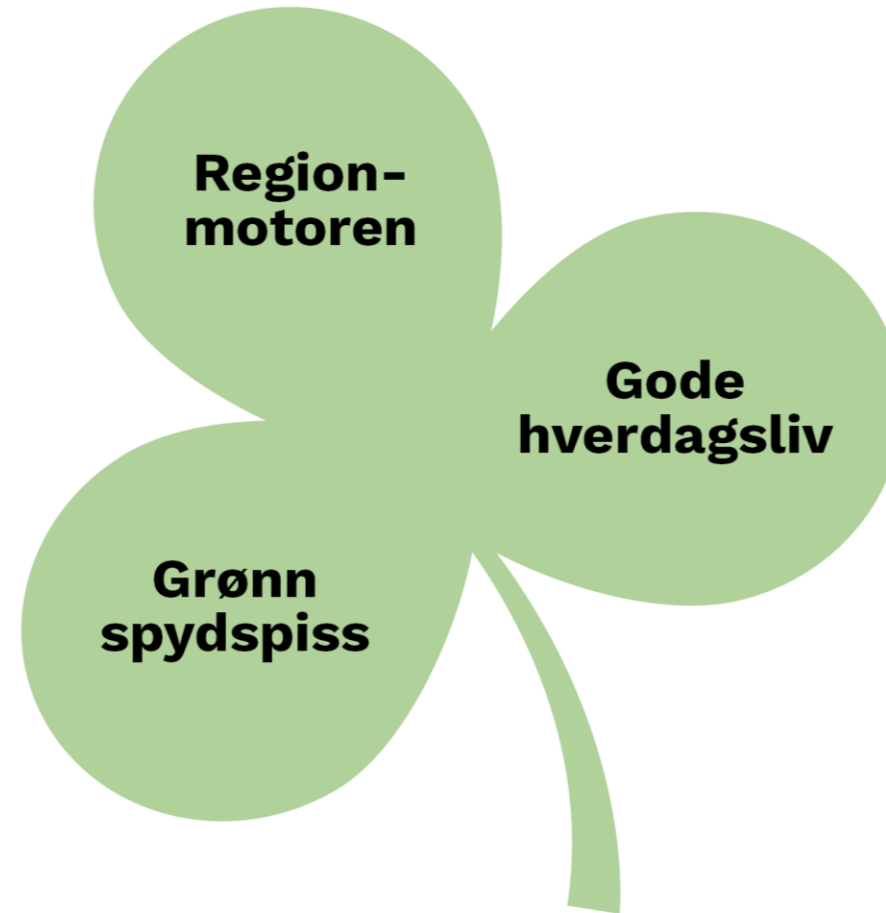 Region-
motoren
Gode
hverdagsliv
Grønn
spydspiss